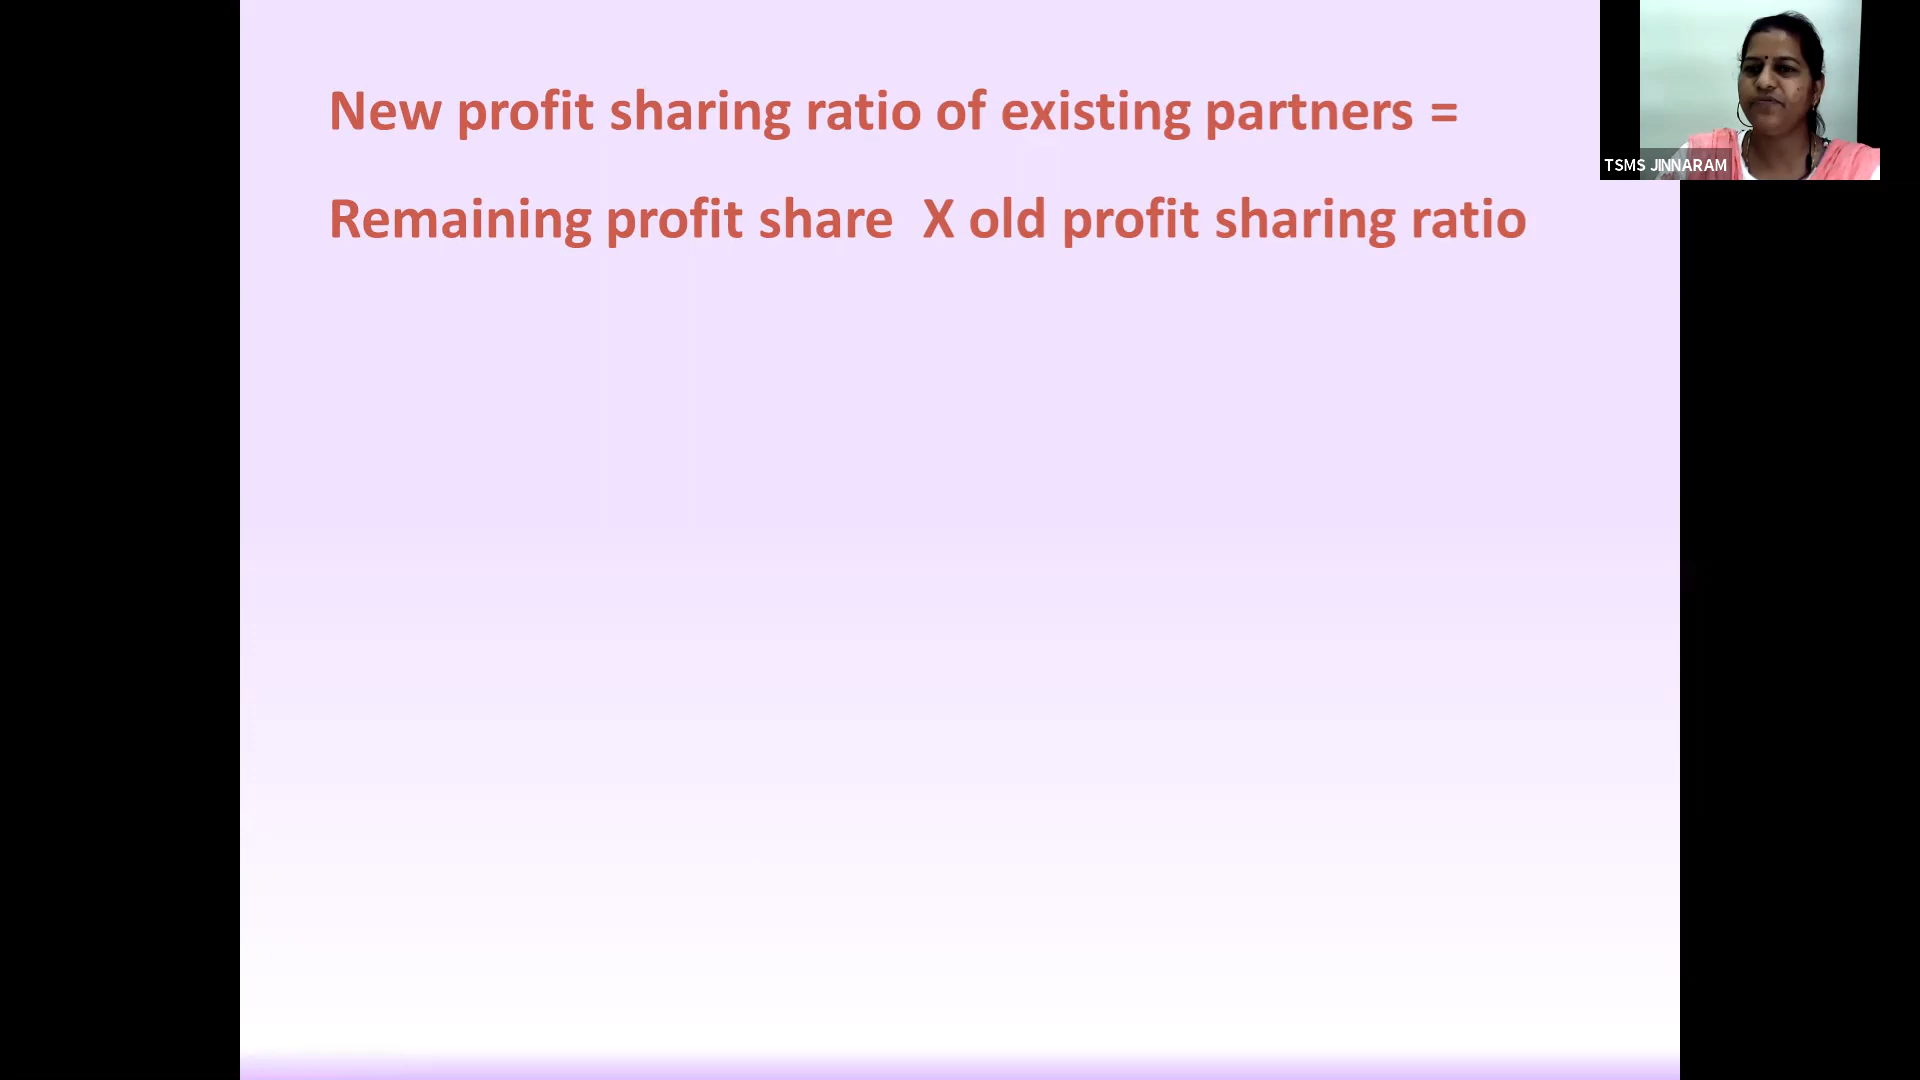 New profit sharing ratio of existing partners =
Remaining profit share X old profit sharing ratio
TSMS JINNARAM